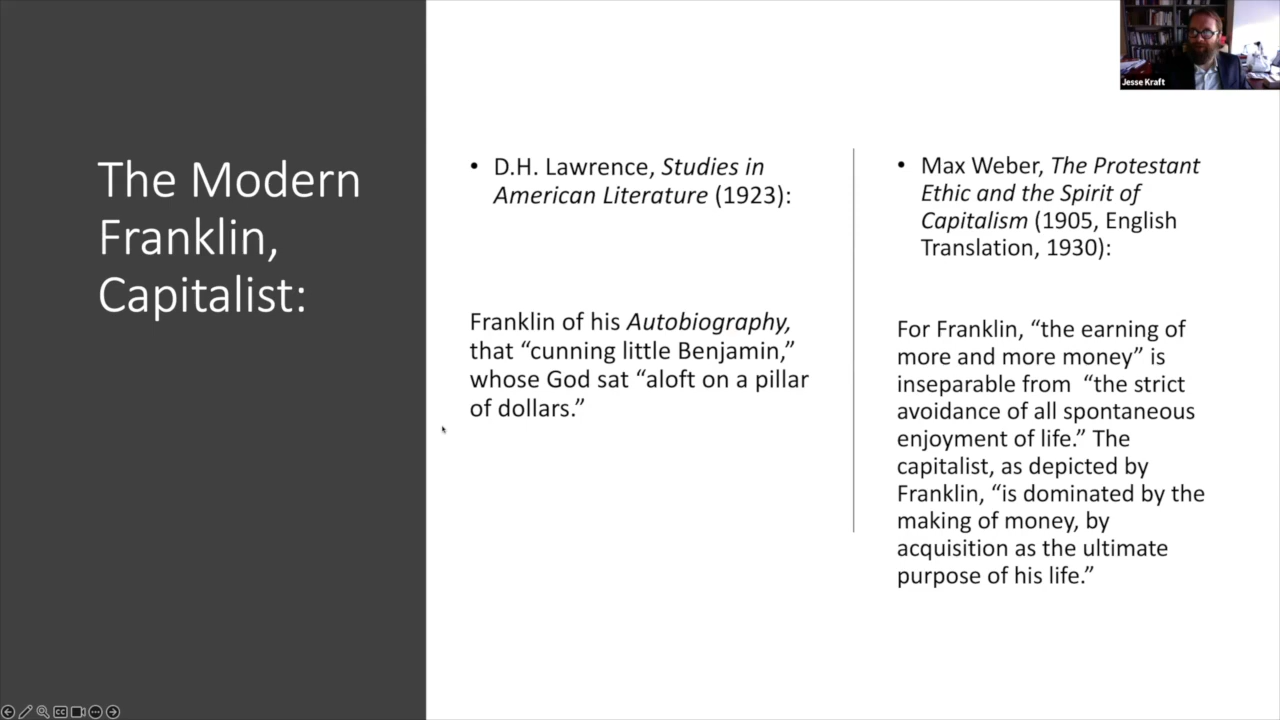 The Modern
Franklin,
Capitalist:
• D.H. Lawrence, Studies in
American Literature (1923):
Franklin of his Autobiography,
that “cunning little Benjamin,”
whose God sat “aloft on a pillar
of dollars.”
• Max Weber, The Protestant
Ethic and the Spirit of
Capitalism (1905, English
Translation, 1930):
For Franklin, “the earning of
more and more money” is
inseparable from “the strict
avoidance of all spontaneous
enjoyment of life.” The
capitalist, as depicted by
Franklin, “is dominated by the
making of money, by
acquisition as the ultimate
purpose of his life.”
Jesse Kraft
CC